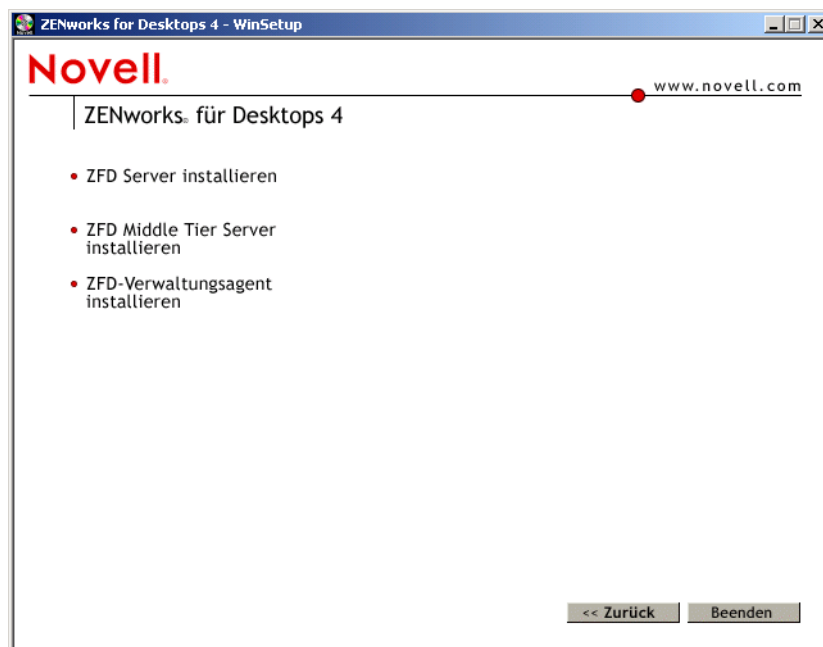 ZENworks for Desktops 4 - WinSetup
Novell.
www.novell.com
ZENworks® für Desktops 4
ZFD Server installieren
ZFD Middle Tier Server
installieren
ZFD-Verwaltungsagent
installieren
<< Zurück
Beenden